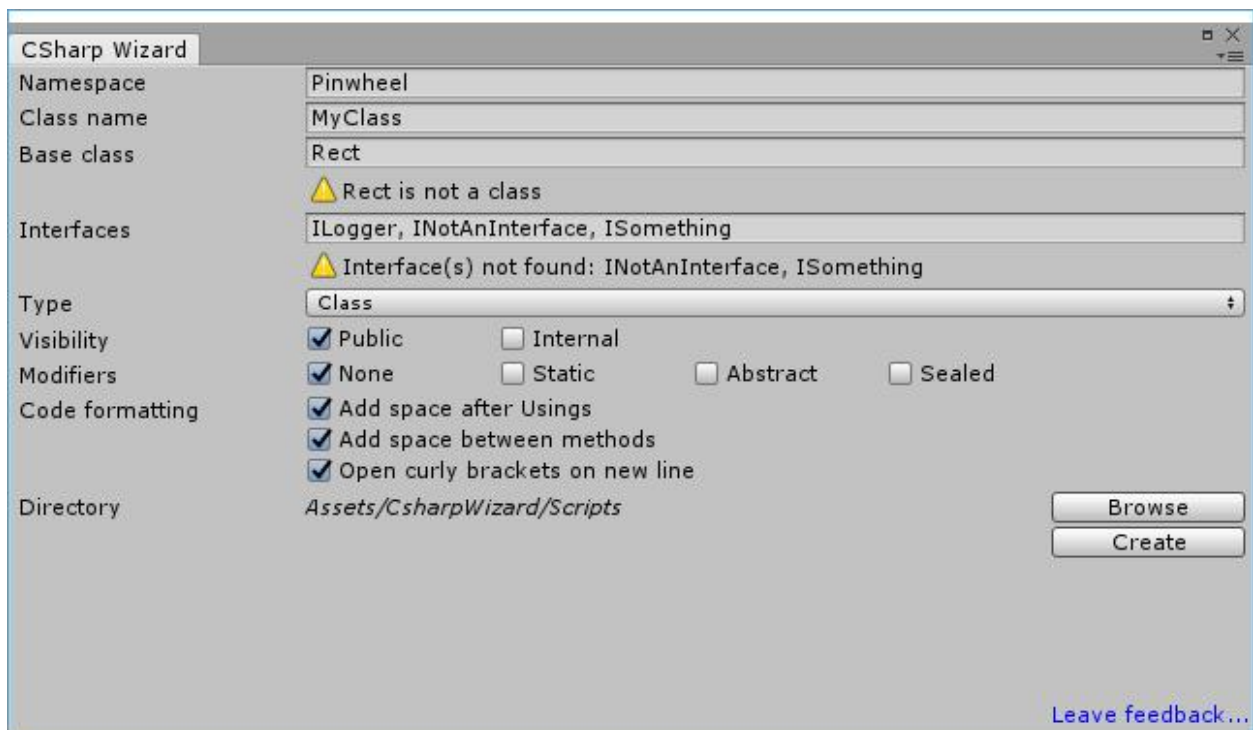 CSharp Wizard
Namespace Pinwheel
Class name MyClass
Base class Rect
Rect is not a class
Interfaces ILogger, INotAnInterface, ISomething
Interface(s) not found: INotAnInterface, ISomething
Type Class
Visibility Public Internal
Modifiers None Static Abstract Sealed
Code formatting Add space after Usings
Add space between methods
Open curly brackets on new line
Directory Assets/CsharpWizard/Scripts Browse
Create
Leave feedback...